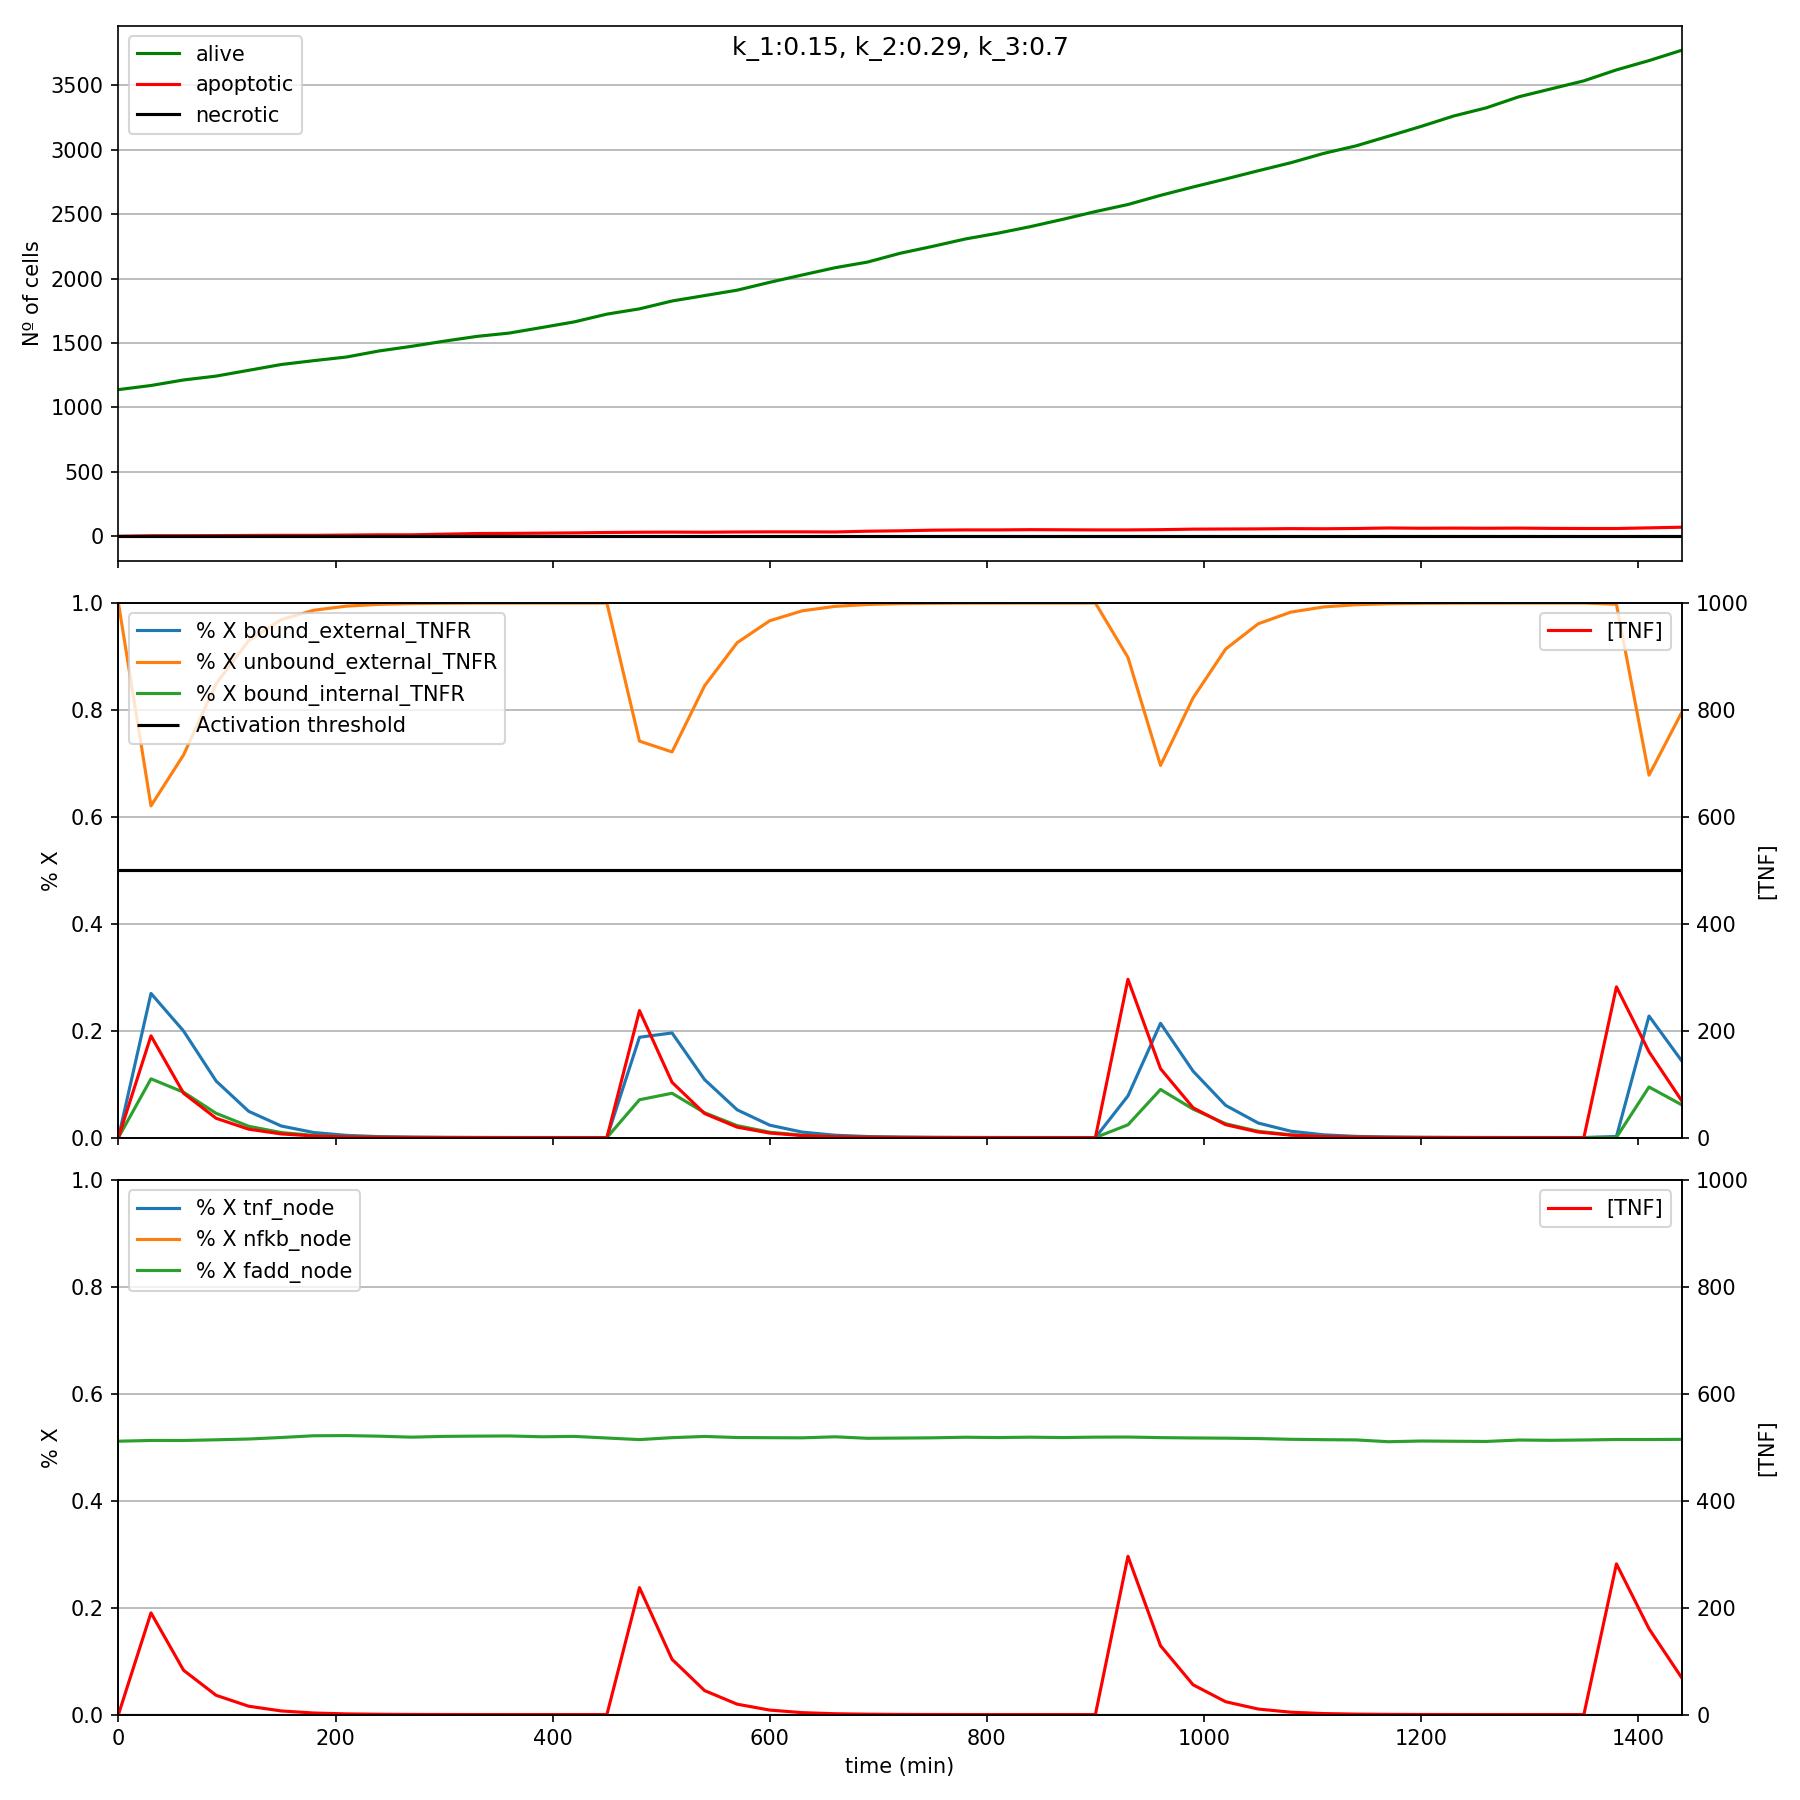 k_1:0.15, k_2:0.29, k_3:0.7
alive
apoptotic
necrotic
3500
3000
2500
2000
1500
1000
500
0
Nº of cells
% X bound_external_TNFR
% X unbound_external_TNFR
% X bound_internal_TNFR
Activation threshold
[TNF]
1.0
0.8
0.6
0.4
0.2
0.0
% X
1000
800
600
400
200
0
[TNF]
% X tnf_node
% X nfkb_node
% X fadd_node
[TNF]
1.0
0.8
0.6
0.4
0.2
0.0
% X
1000
800
600
400
200
0
[TNF]
0 200 400 600 800 1000 1200 1400
time (min)